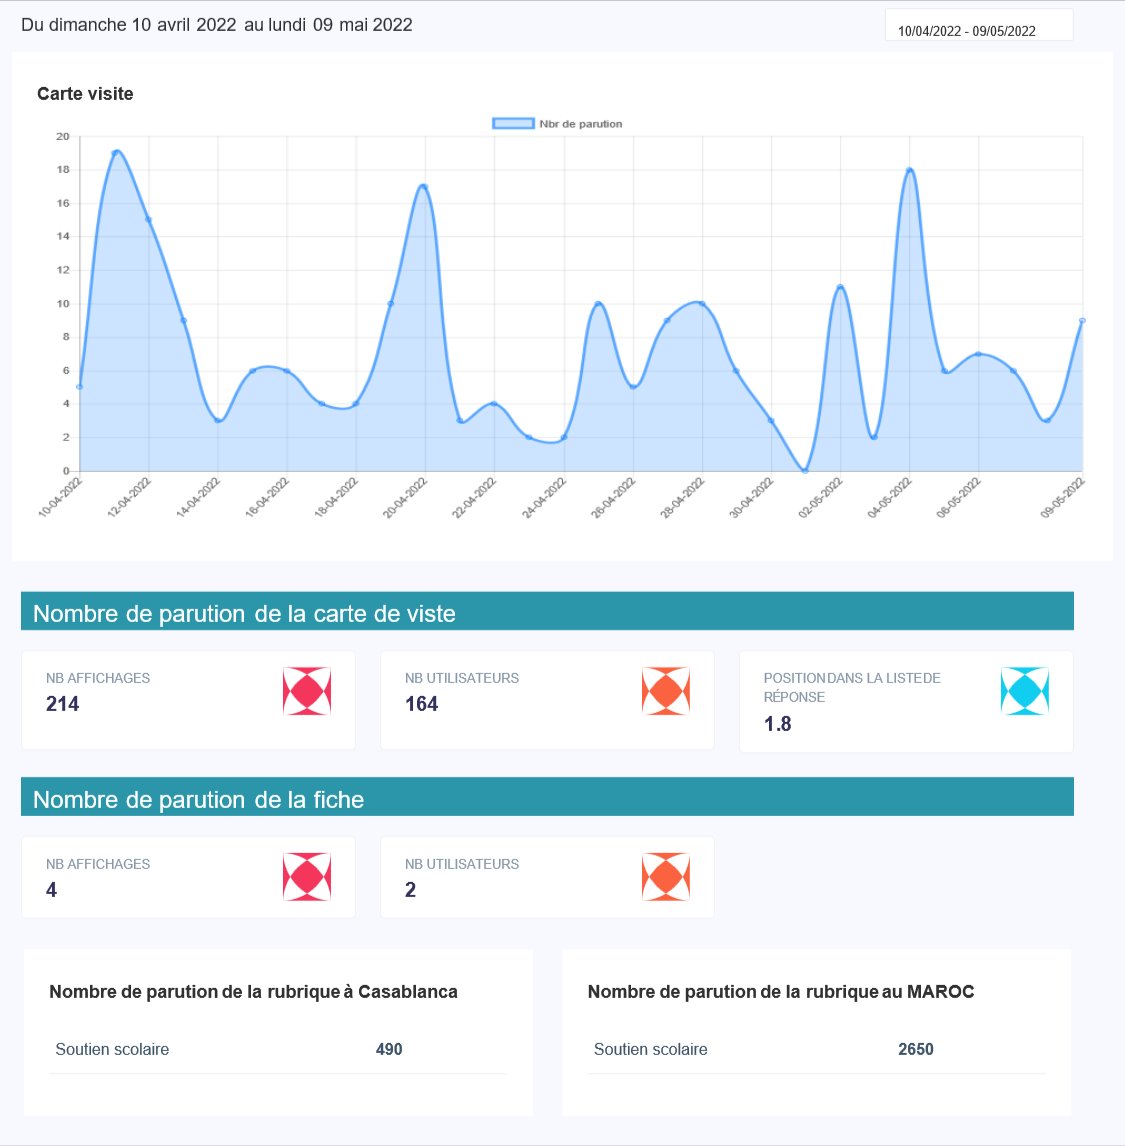 Du dimanche 10 avril 2022 au lundi 09 mai 2022
10/04/2022 - 09/05/2022
Carte visite
Nbr de parution
20
18
16
14
12
10
8
6
4
2
0
10-04-2022
12-04-2022
14-04-2022
16-04-2022
18-04-2022
20-04-2022
22-04-2022
24-04-2022
26-04-2022
28-04-2022
30-04-2022
02-05-2022
04-05-2022
06-05-2022
09-05-2022
Nombre de parution de la carte de viste
NB AFFICHAGES
214
NB UTILISATEURS
164
POSITION DANS LA LISTE DE
RÉPONSE
1.8
Nombre de parution de la fiche
NB AFFICHAGES
4
NB UTILISATEURS
2
Nombre de parution de la rubrique à Casablanca
Soutien scolaire 490
Nombre de parution de la rubrique au MAROC
Soutien scolaire 2650